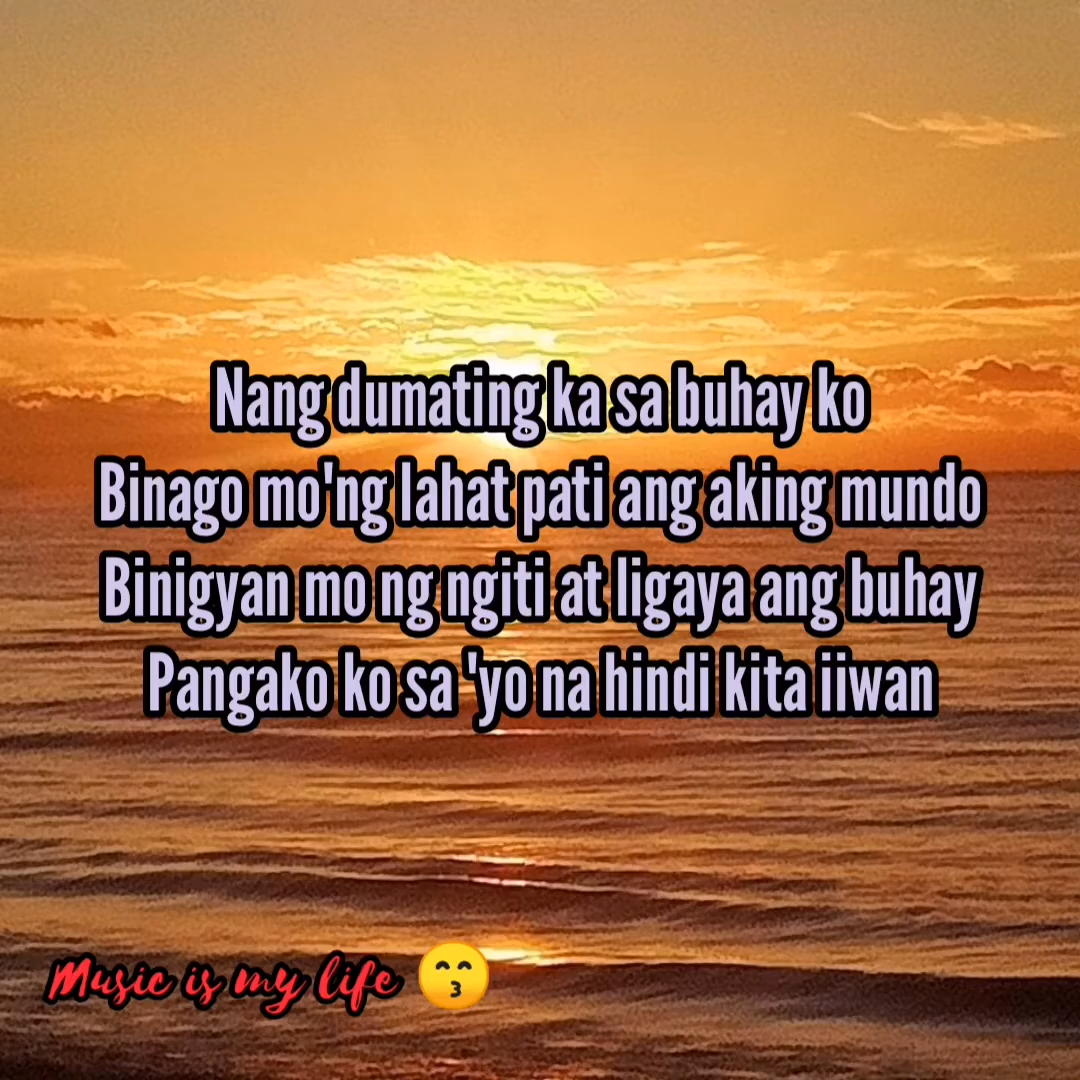 Nang dumating ka sa buhay ko
Binago mo'ng lahat pati ang aking mundo
Binigyan mo ng ngiti at ligaya ang buhay
Pangako ko sa 'yo na hindi kita iiwan
Music is my life 😙